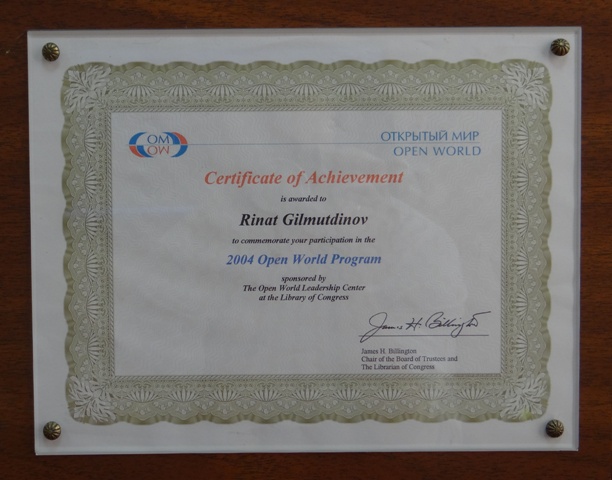 OM
OW
ОТКРЫТЫЙ МИР
OPEN WORLD
Certificate of Achievement
is awarded to
Rinat Gilmutdinov
to commemorate your participation in the
2004 Open World Program
sponsored by
The Open World Leadership Center
at the Library of Congress
James H. Billington
James H. Billington
Chair of the Board of Trustees and
The Librarian of Congress